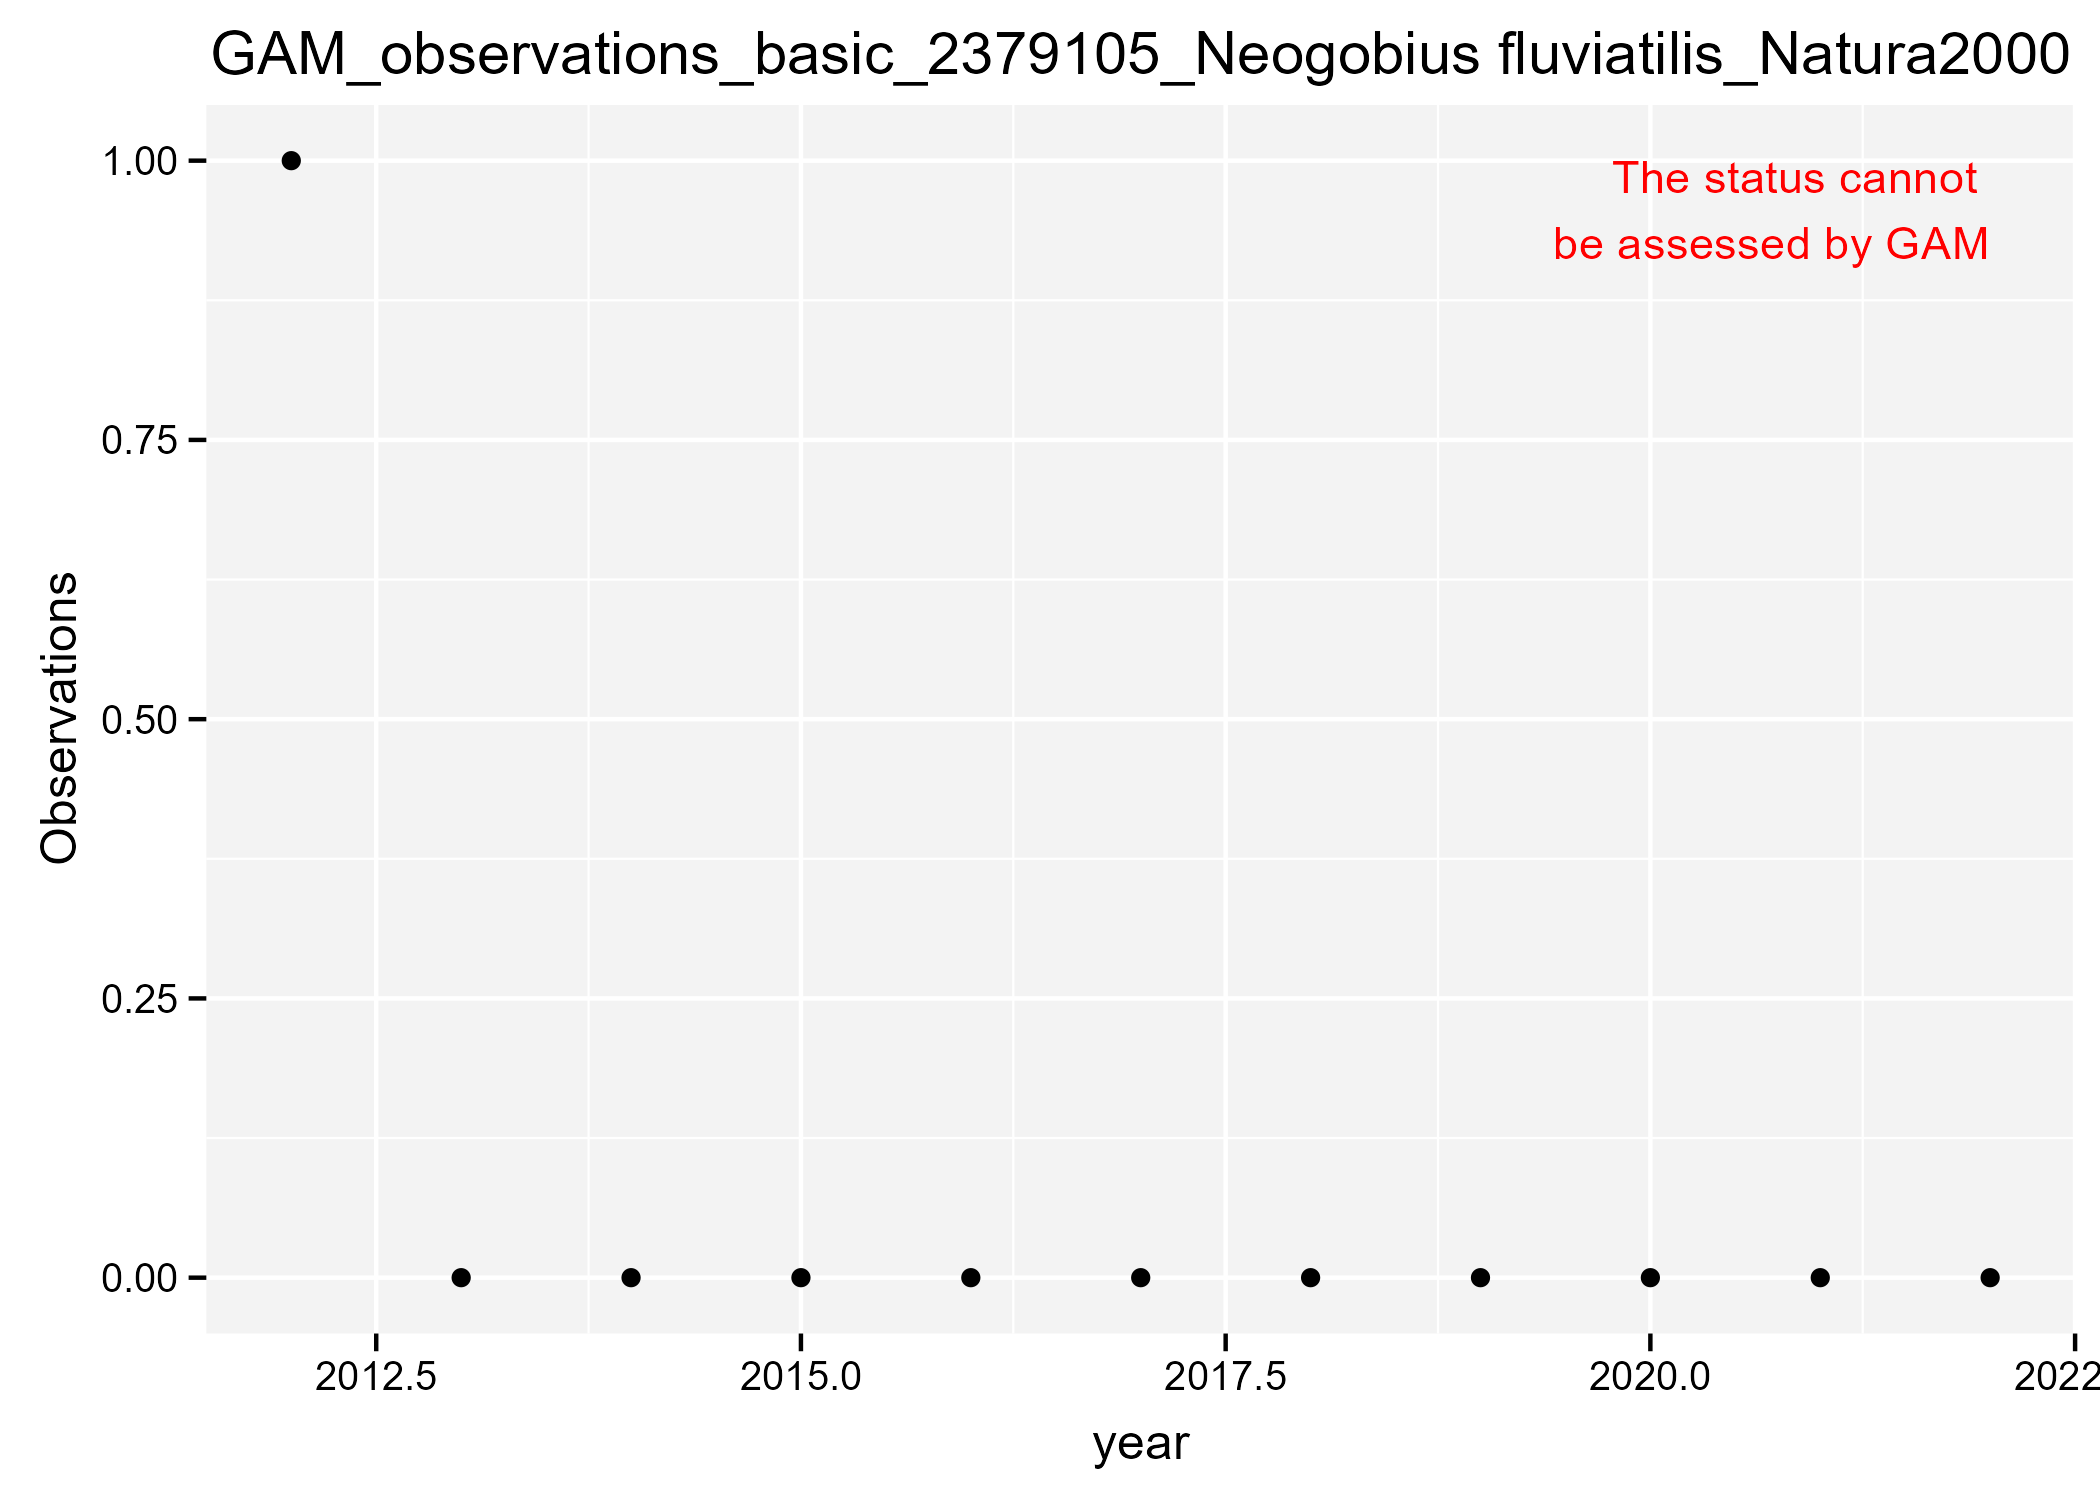 GAM_observations_basic_2379105_Neogobius fluviatilis_Natura2000
The status cannot
be assessed by GAM
Observations
1.00
0.75
0.50
0.25
0.00
2012.5 2015.0 2017.5 2020.0 2022
year